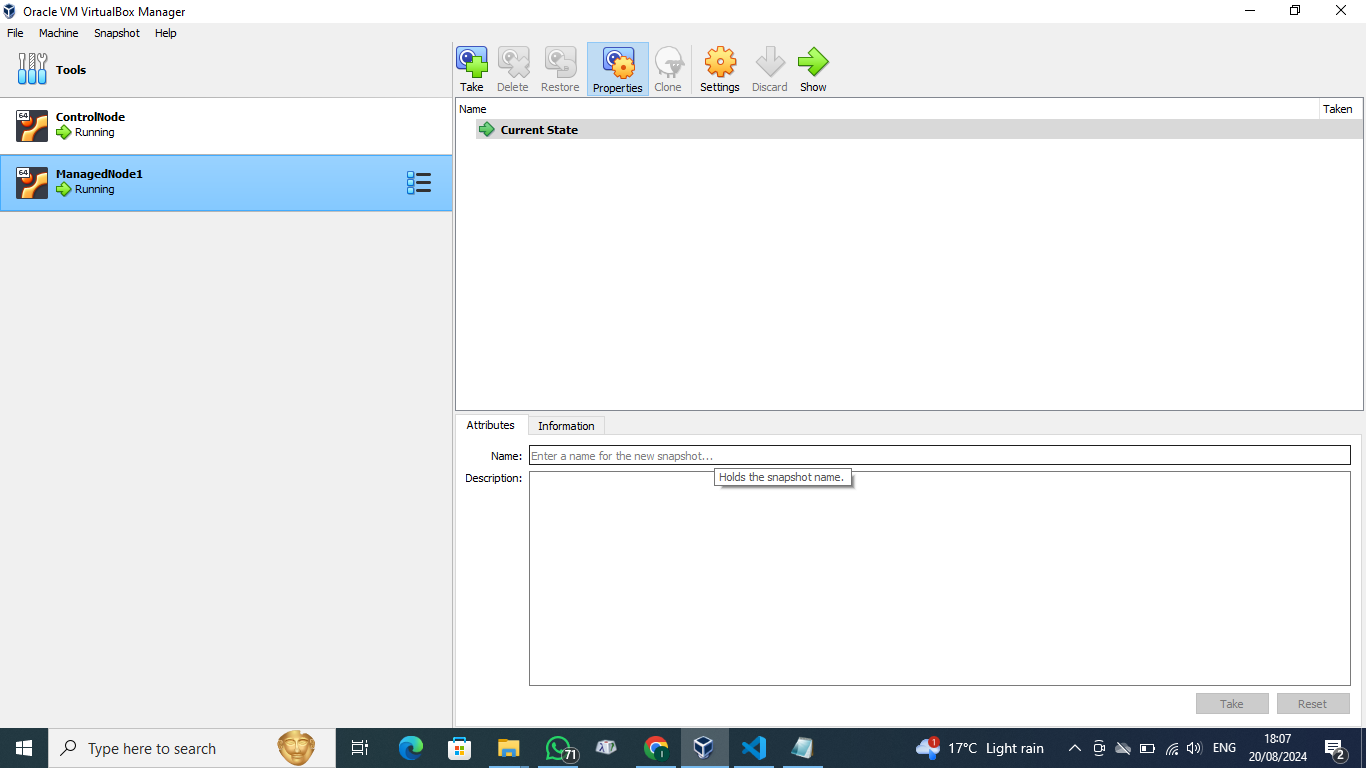 Oracle VM VirtualBox Manager
File Machine Snapshot Help
Tools
Take Delete Restore Properties Clone Settings Discard Show
64
ControlNode
Running
64
ManagedNode1
Running
Name Taken
Current State
Attributes Information
Name: Enter a name for the new snapshot...
Holds the snapshot name.
Description:
Take Reset
Type here to search
71
1
17°C Light rain
ENG
18:07
20/08/2024
2